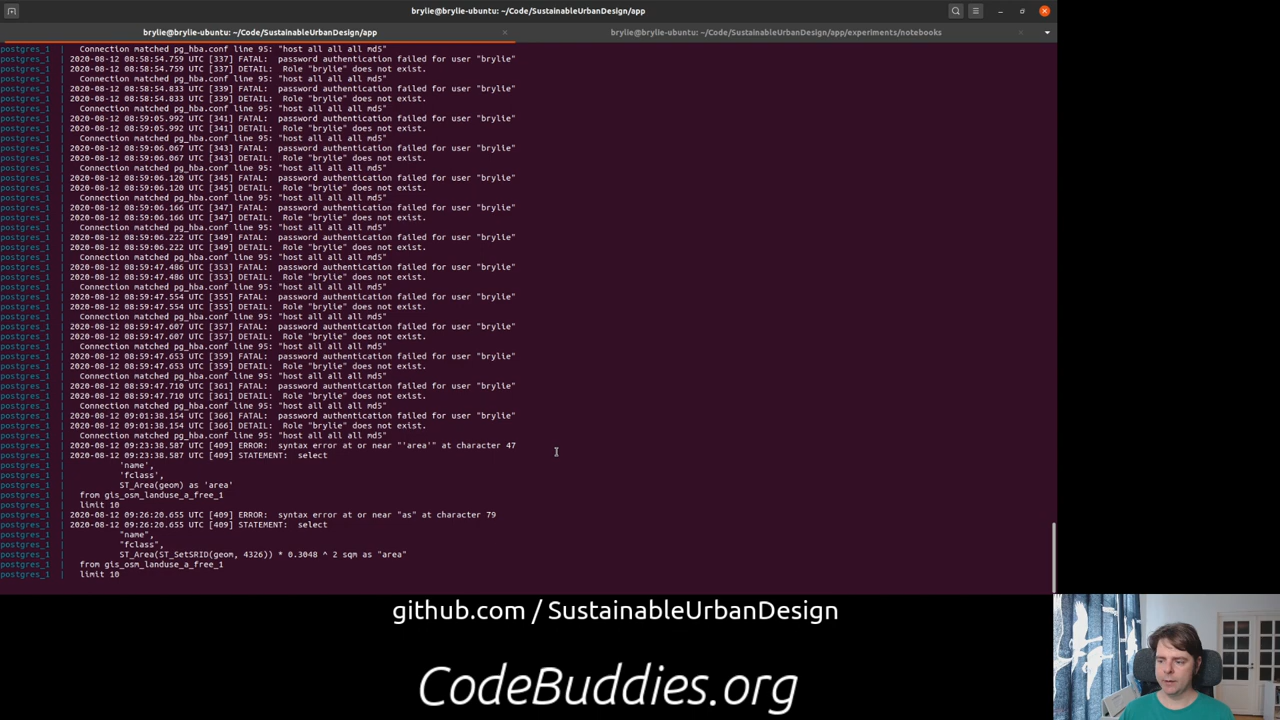 brylie@brylie-ubuntu: ~/Code/SustainableUrbanDesign/app
brylie@brylie-ubuntu: ~/Code/SustainableUrbanDesign/app
brylie@brylie-ubuntu: ~/Code/SustainableUrbanDesign/app/experiments/notebooks
postgres_1 | Connection matched pg_hba.conf line 95: "host all all all md5"
postgres_1 | 2020-08-12 08:58:54.759 UTC [337] FATAL: password authentication failed for user "brylie"
postgres_1 | 2020-08-12 08:58:54.759 UTC [337] DETAIL: Role "brylie" does not exist.
postgres_1 | Connection matched pg_hba.conf line 95: "host all all all md5"
postgres_1 | 2020-08-12 08:58:54.833 UTC [339] FATAL: password authentication failed for user "brylie"
postgres_1 | 2020-08-12 08:58:54.833 UTC [339] DETAIL: Role "brylie" does not exist.
postgres_1 | Connection matched pg_hba.conf line 95: "host all all all md5"
postgres_1 | 2020-08-12 08:59:05.992 UTC [341] FATAL: password authentication failed for user "brylie"
postgres_1 | 2020-08-12 08:59:05.992 UTC [341] DETAIL: Role "brylie" does not exist.
postgres_1 | Connection matched pg_hba.conf line 95: "host all all all md5"
postgres_1 | 2020-08-12 08:59:06.067 UTC [343] FATAL: password authentication failed for user "brylie"
postgres_1 | 2020-08-12 08:59:06.067 UTC [343] DETAIL: Role "brylie" does not exist.
postgres_1 | Connection matched pg_hba.conf line 95: "host all all all md5"
postgres_1 | 2020-08-12 08:59:06.120 UTC [345] FATAL: password authentication failed for user "brylie"
postgres_1 | 2020-08-12 08:59:06.120 UTC [345] DETAIL: Role "brylie" does not exist.
postgres_1 | Connection matched pg_hba.conf line 95: "host all all all md5"
postgres_1 | 2020-08-12 08:59:06.166 UTC [347] FATAL: password authentication failed for user "brylie"
postgres_1 | 2020-08-12 08:59:06.166 UTC [347] DETAIL: Role "brylie" does not exist.
postgres_1 | Connection matched pg_hba.conf line 95: "host all all all md5"
postgres_1 | 2020-08-12 08:59:06.222 UTC [349] FATAL: password authentication failed for user "brylie"
postgres_1 | 2020-08-12 08:59:06.222 UTC [349] DETAIL: Role "brylie" does not exist.
postgres_1 | Connection matched pg_hba.conf line 95: "host all all all md5"
postgres_1 | 2020-08-12 08:59:47.486 UTC [353] FATAL: password authentication failed for user "brylie"
postgres_1 | 2020-08-12 08:59:47.486 UTC [353] DETAIL: Role "brylie" does not exist.
postgres_1 | Connection matched pg_hba.conf line 95: "host all all all md5"
postgres_1 | 2020-08-12 08:59:47.554 UTC [355] FATAL: password authentication failed for user "brylie"
postgres_1 | 2020-08-12 08:59:47.554 UTC [355] DETAIL: Role "brylie" does not exist.
postgres_1 | Connection matched pg_hba.conf line 95: "host all all all md5"
postgres_1 | 2020-08-12 08:59:47.607 UTC [357] FATAL: password authentication failed for user "brylie"
postgres_1 | 2020-08-12 08:59:47.607 UTC [357] DETAIL: Role "brylie" does not exist.
postgres_1 | Connection matched pg_hba.conf line 95: "host all all all md5"
postgres_1 | 2020-08-12 08:59:47.653 UTC [359] FATAL: password authentication failed for user "brylie"
postgres_1 | 2020-08-12 08:59:47.653 UTC [359] DETAIL: Role "brylie" does not exist.
postgres_1 | Connection matched pg_hba.conf line 95: "host all all all md5"
postgres_1 | 2020-08-12 08:59:47.710 UTC [361] FATAL: password authentication failed for user "brylie"
postgres_1 | 2020-08-12 08:59:47.710 UTC [361] DETAIL: Role "brylie" does not exist.
postgres_1 | Connection matched pg_hba.conf line 95: "host all all all md5"
postgres_1 | 2020-08-12 09:01:38.154 UTC [366] FATAL: password authentication failed for user "brylie"
postgres_1 | 2020-08-12 09:01:38.154 UTC [366] DETAIL: Role "brylie" does not exist.
postgres_1 | Connection matched pg_hba.conf line 95: "host all all all md5"
postgres_1 | 2020-08-12 09:23:38.587 UTC [409] ERROR: syntax error at or near "'area'" at character 47
postgres_1 | 2020-08-12 09:23:38.587 UTC [409] STATEMENT: select
postgres_1 | 'name',
postgres_1 | 'fclass',
postgres_1 | ST_Area(geom) as 'area'
postgres_1 | from gis_osm_landuse_a_free_1
postgres_1 | limit 10
postgres_1 | 2020-08-12 09:26:20.655 UTC [409] ERROR: syntax error at or near "as" at character 79
postgres_1 | 2020-08-12 09:26:20.655 UTC [409] STATEMENT: select
postgres_1 | "name",
postgres_1 | "fclass",
postgres_1 | ST_Area(ST_SetSRID(geom, 4326)) * 0.3048 ^ 2 sqm as "area"
postgres_1 | from gis_osm_landuse_a_free_1
postgres_1 | limit 10
github.com / SustainableUrbanDesign
CodeBuddies.org